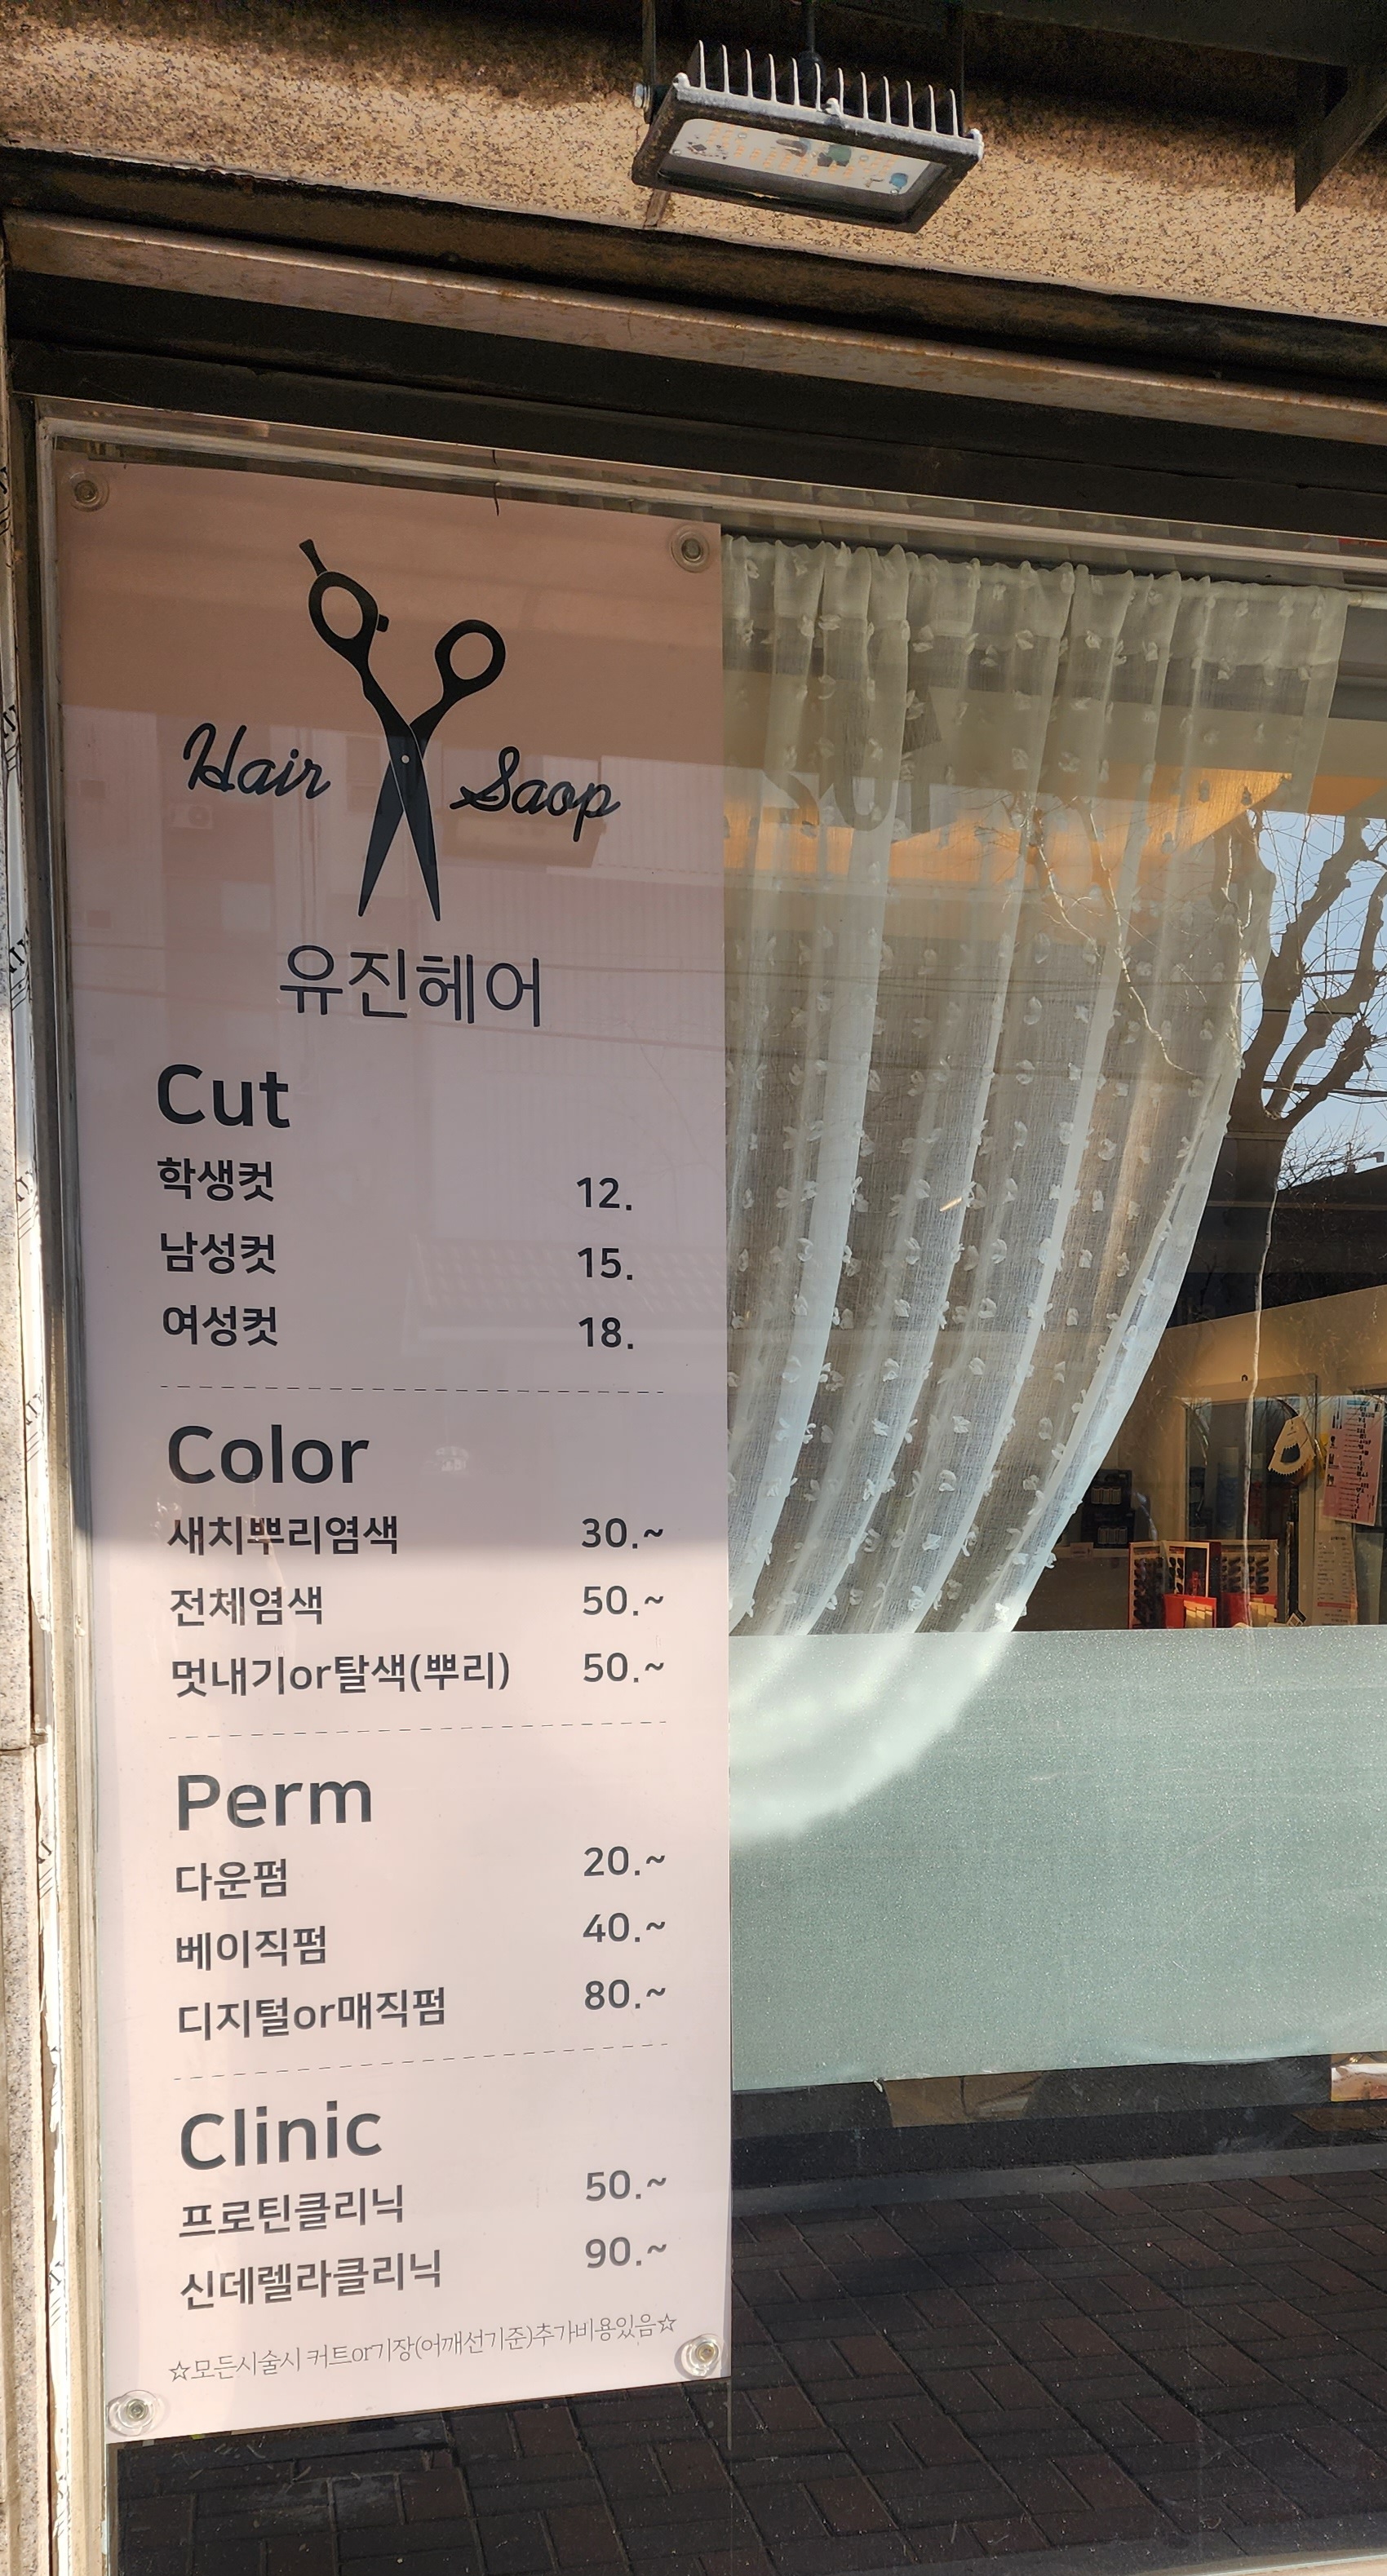 Hair Saop
유진헤어
Cut
학생컷 12.
남성컷 15.
여성컷 18.
Color
새치뿌리염색 30.~
전체염색 50.~
멋내기or탈색(뿌리) 50.~
Perm
다운펌 20.~
베이직펌 40.~
디지털or매직펌 80.~
Clinic
프로틴클리닉 50.~
신데렐라클리닉 90.~
☆모든시술시 커트or기장(어깨선기준)추가비용있음☆